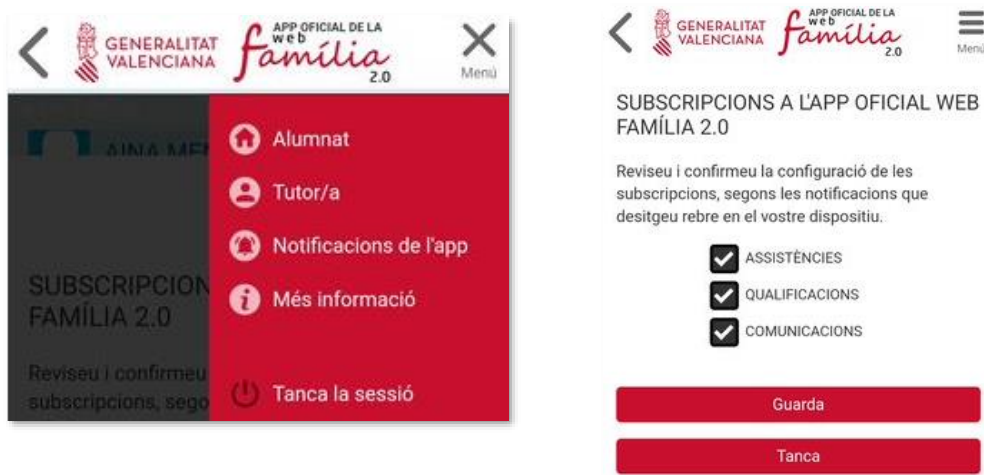 GENERALITAT
VALENCIANA
APP OFICIAL DE LA
web
família
2.0
Menú
Alumnat
Tutor/a
Notificacions de l'app
Més informació
Tanca la sessió
AINA MEN
SUBSCRIPCION
FAMÍLIA 2.0
Reviseu i confirmeu
subscripcions, sego
GENERALITAT
VALENCIANA
APP OFICIAL DE LA
web
família
2.0
Menú
SUBSCRIPCIONS A L'APP OFICIAL WEB
FAMÍLIA 2.0
Reviseu i confirmeu la configuració de les
subscripcions, segons les notificacions que
desitgeu rebre en el vostre dispositiu.
ASSISTÈNCIES
QUALIFICACIONS
COMUNICACIONS
Guarda
Tanca